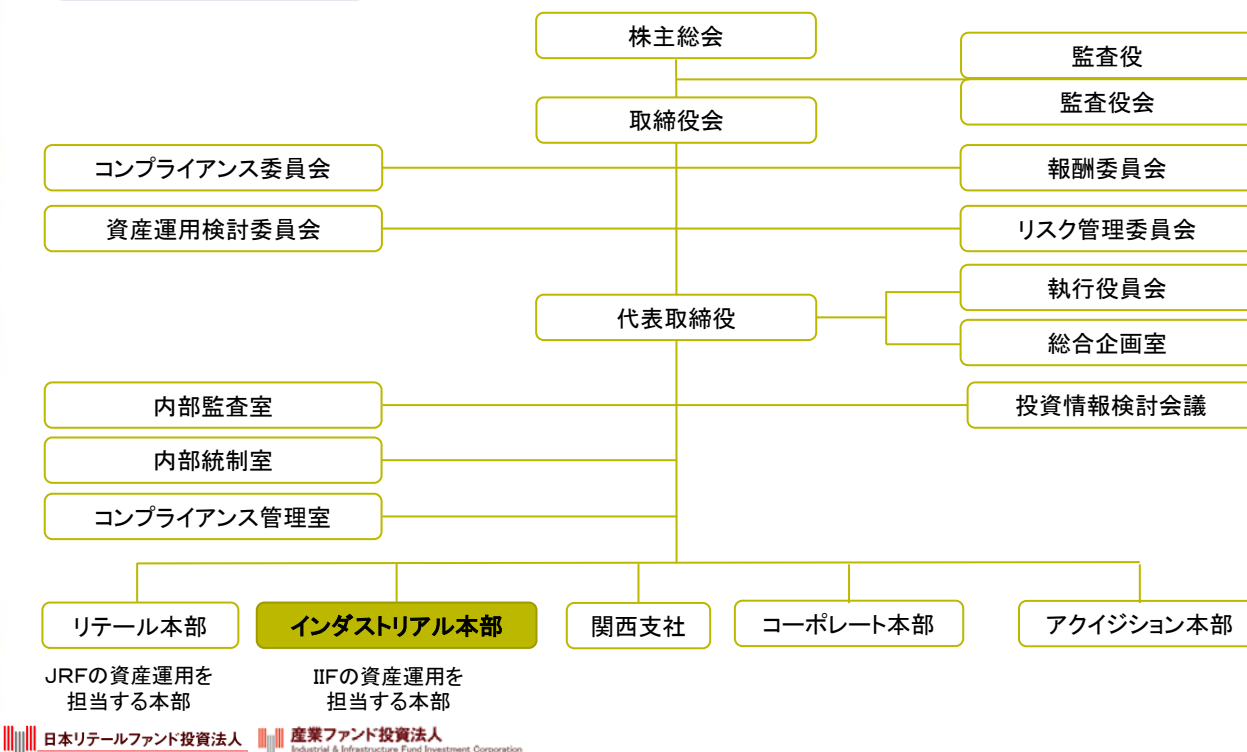 株主総会
監査役
監査役会
取締役会
コンプライアンス委員会
報酬委員会
資産運用検討委員会
リスク管理委員会
執行役員会
代表取締役
総合企画室
内部監査室
投資情報検討会議
内部統制室
コンプライアンス管理室
リテール本部
インダストリアル本部
関西支社
コーポレート本部
アクイジション本部
JRFの資産運用を
担当する本部
IIFの資産運用を
担当する本部
日本リテールファンド投資法人
産業ファンド投資法人
Industrial & Infrastructure Fund Investment Corporation